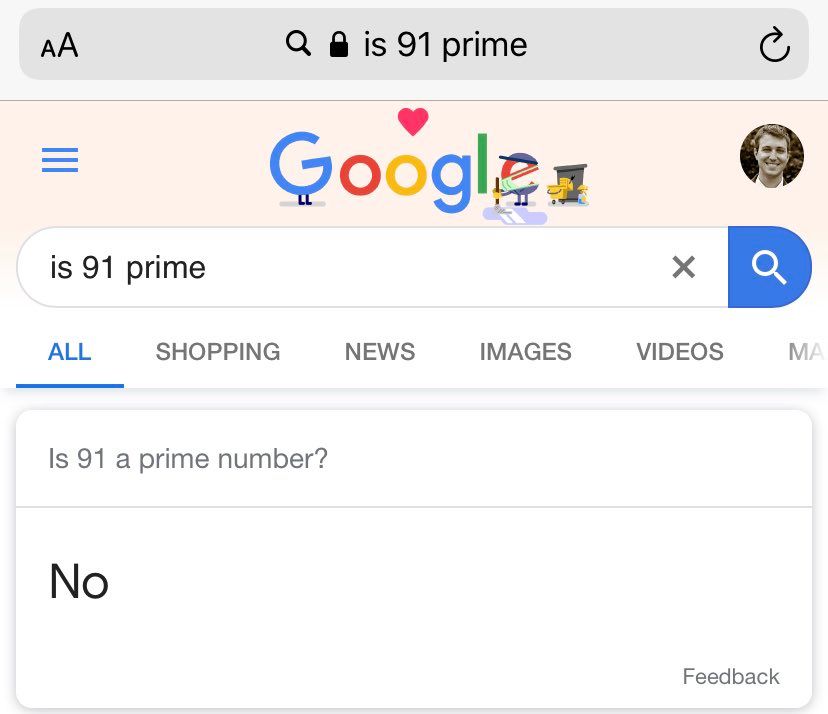 AA is 91 prime
Google
is 91 prime
ALL SHOPPING NEWS IMAGES VIDEOS MA
Is 91 a prime number?
No
Feedback